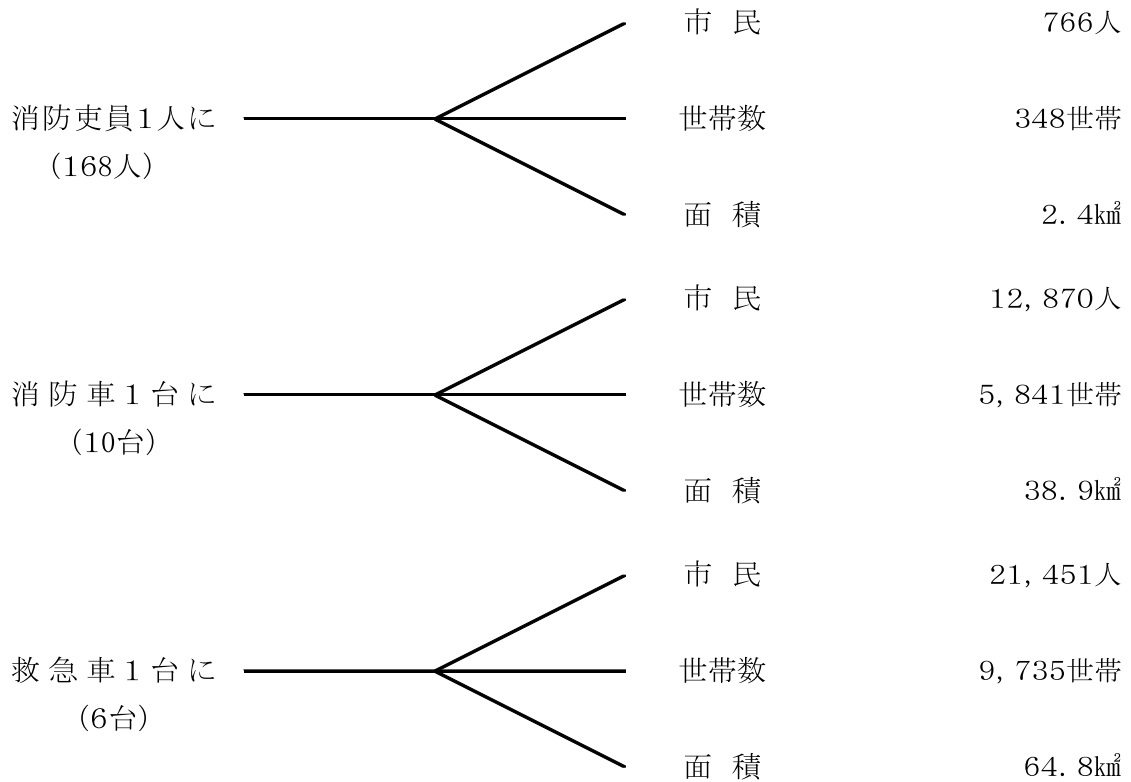 市 民 766人
消防吏員1人に 世帯数 348世帯
(168人)
面 積 2.4㎢
市 民 12,870人
消防車1台に 世帯数 5,841世帯
(10台)
面 積 38.9㎢
市 民 21,451人
救急車1台に 世帯数 9,735世帯
(6台)
面 積 64.8㎢